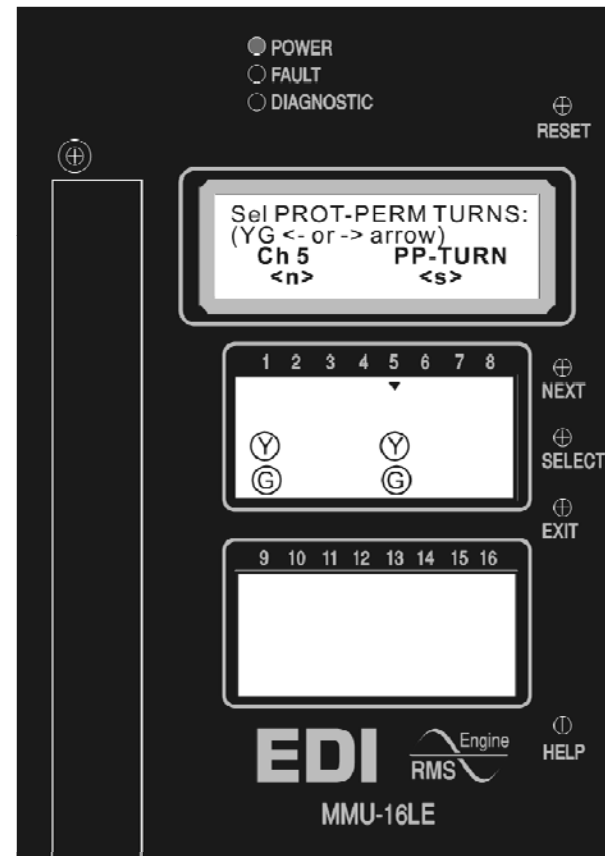 POWER
FAULT
DIAGNOSTIC
RESET
Sel PROT-PERM TURNS:
(YG <- or -> arrow)
Ch 5 PP-TURN
<n> <s>
1 2 3 4 5 6 7 8
NEXT
Y Y
SELECT
G G
EXIT
9 10 11 12 13 14 15 16
EDI
Engine
RMS
HELP
MMU-16LE